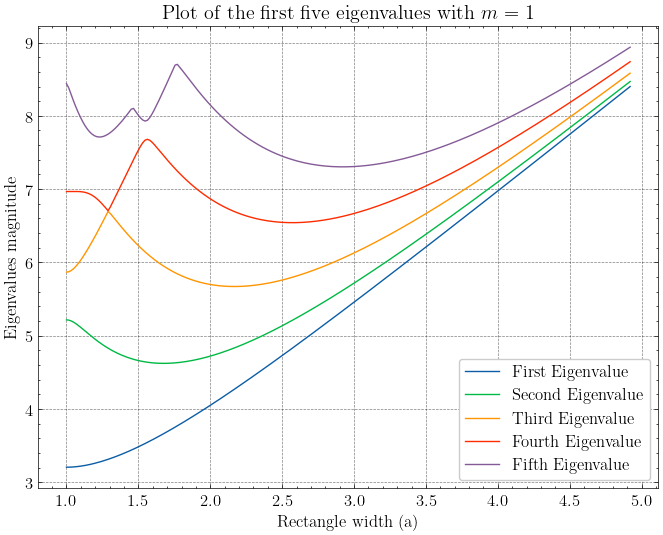 Plot of the first five eigenvalues with m = 1
Eigenvalues magnitude
9
8
7
6
5
4
3
1.0 1.5 2.0 2.5 3.0 3.5 4.0 4.5 5.0
Rectangle width (a)
First Eigenvalue
Second Eigenvalue
Third Eigenvalue
Fourth Eigenvalue
Fifth Eigenvalue